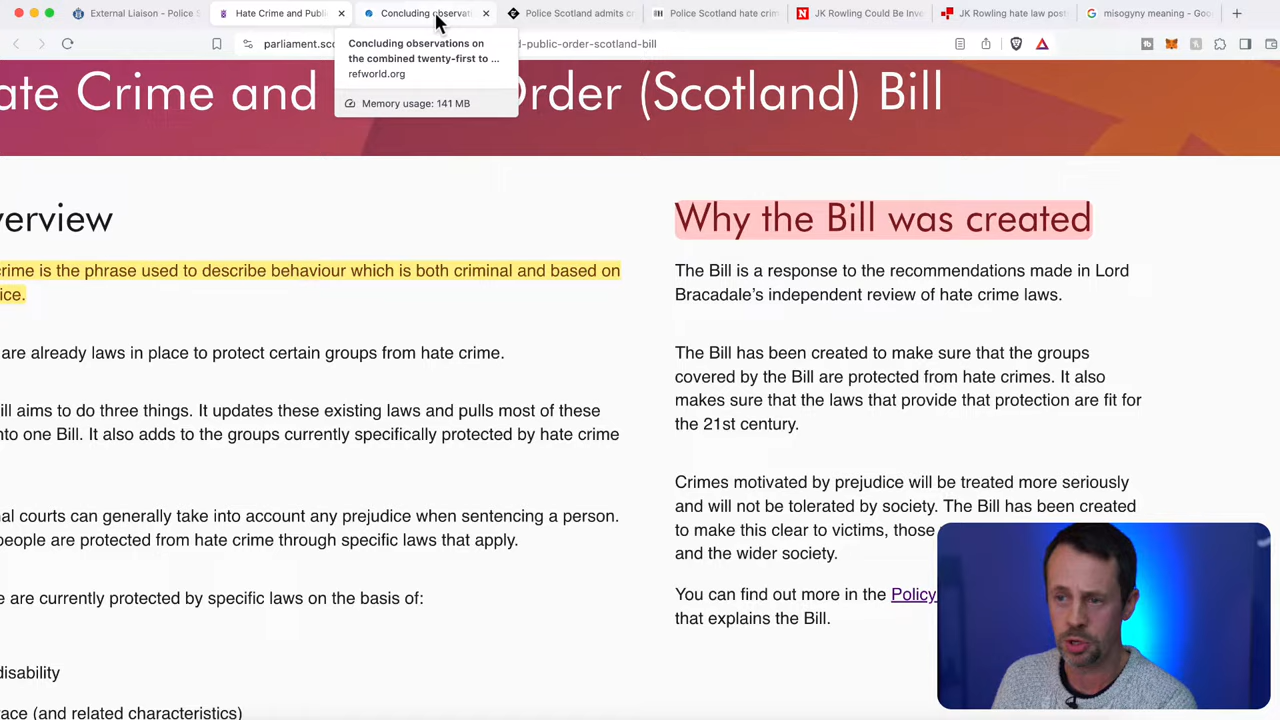 External Liaison - Police S
Hate Crime and Publi
Concluding observati
Police Scotland admits cr
Police Scotland hate crim
JK Rowling Could Be Inve
JK Rowling hate law post
misogyny meaning - Goo
parliament.sc
d-public-order-scotland-bill
Concluding observations on
the combined twenty-first to ...
refworld.org
Memory usage: 141 MB
ate Crime and
Order (Scotland) Bill
verview
crime is the phrase used to describe behaviour which is both criminal and based on
ice.
are already laws in place to protect certain groups from hate crime.
ill aims to do three things. It updates these existing laws and pulls most of these
nto one Bill. It also adds to the groups currently specifically protected by hate crime
nal courts can generally take into account any prejudice when sentencing a person.
people are protected from hate crime through specific laws that apply.
e are currently protected by specific laws on the basis of:
disability
race (and related characteristics)
Why the Bill was created
The Bill is a response to the recommendations made in Lord
Bracadale's independent review of hate crime laws.
The Bill has been created to make sure that the groups
covered by the Bill are protected from hate crimes. It also
makes sure that the laws that provide that protection are fit for
the 21st century.
Crimes motivated by prejudice will be treated more seriously
and will not be tolerated by society. The Bill has been created
to make this clear to victims, those
and the wider society.
You can find out more in the Policy
that explains the Bill.